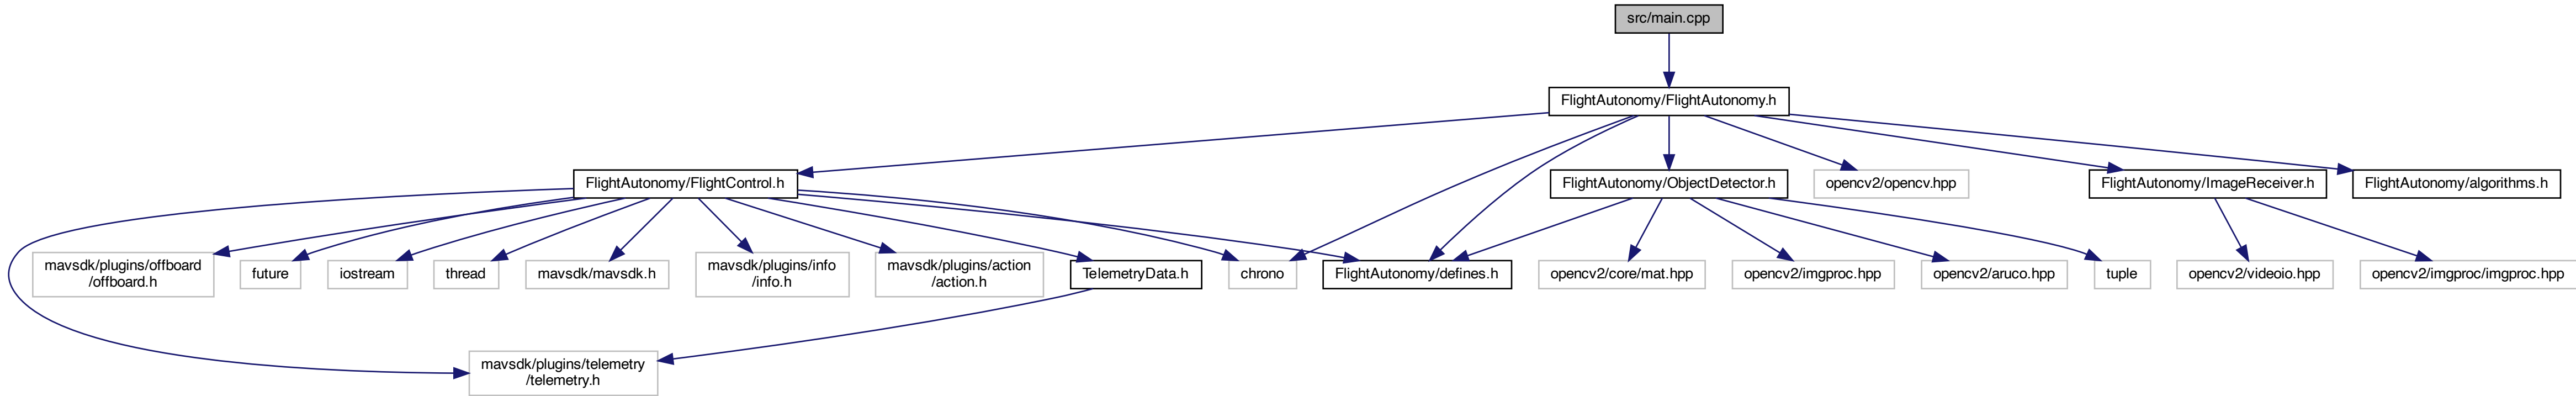 src/main.cpp
FlightAutonomy/FlightAutonomy.h
FlightAutonomy/FlightControl.h
FlightAutonomy/ObjectDetector.h
opencv2/opencv.hpp
FlightAutonomy/ImageReceiver.h
FlightAutonomy/algorithms.h
mavsdk/plugins/offboard
/offboard.h
future
iostream
thread
mavsdk/mavsdk.h
mavsdk/plugins/info
/info.h
mavsdk/plugins/action
/action.h
TelemetryData.h
chrono
FlightAutonomy/defines.h
opencv2/core/mat.hpp
opencv2/imgproc.hpp
opencv2/aruco.hpp
tuple
opencv2/videoio.hpp
opencv2/imgproc/imgproc.hpp
mavsdk/plugins/telemetry
/telemetry.h